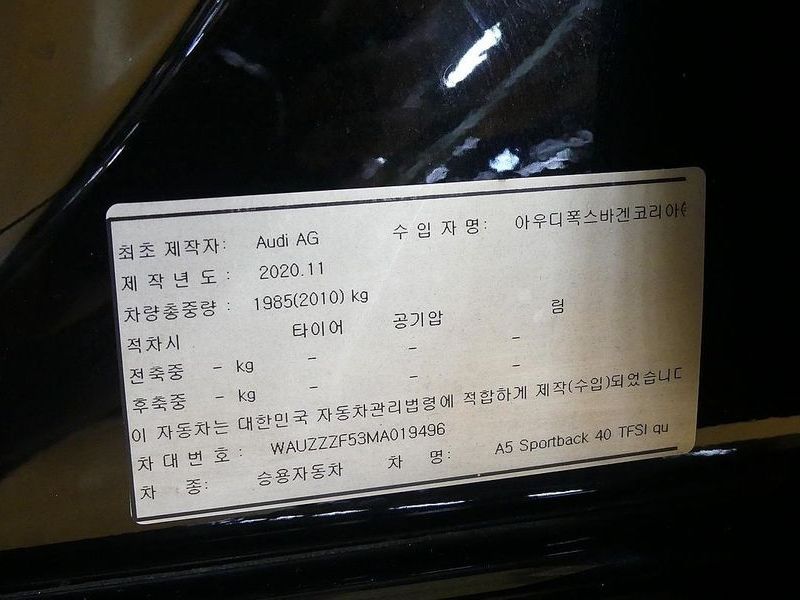 최초 제작자: Audi AG 수 입 자 명: 아우디폭스바겐코리아
제 작 년 도 : 2020.11
차량총중량 : 1985(2010) kg
적차시 타이어 공기압 림
전축중 - kg - - -
후축중 - kg - - -
이 자동차는 대한민국 자동차관리법령에 적합하게 제작(수입)되었습니
차 대 번 호 : WAUZZZF53MA019496
차 종: 승용자동차 차 명: A5 Sportback 40 TFSI qu